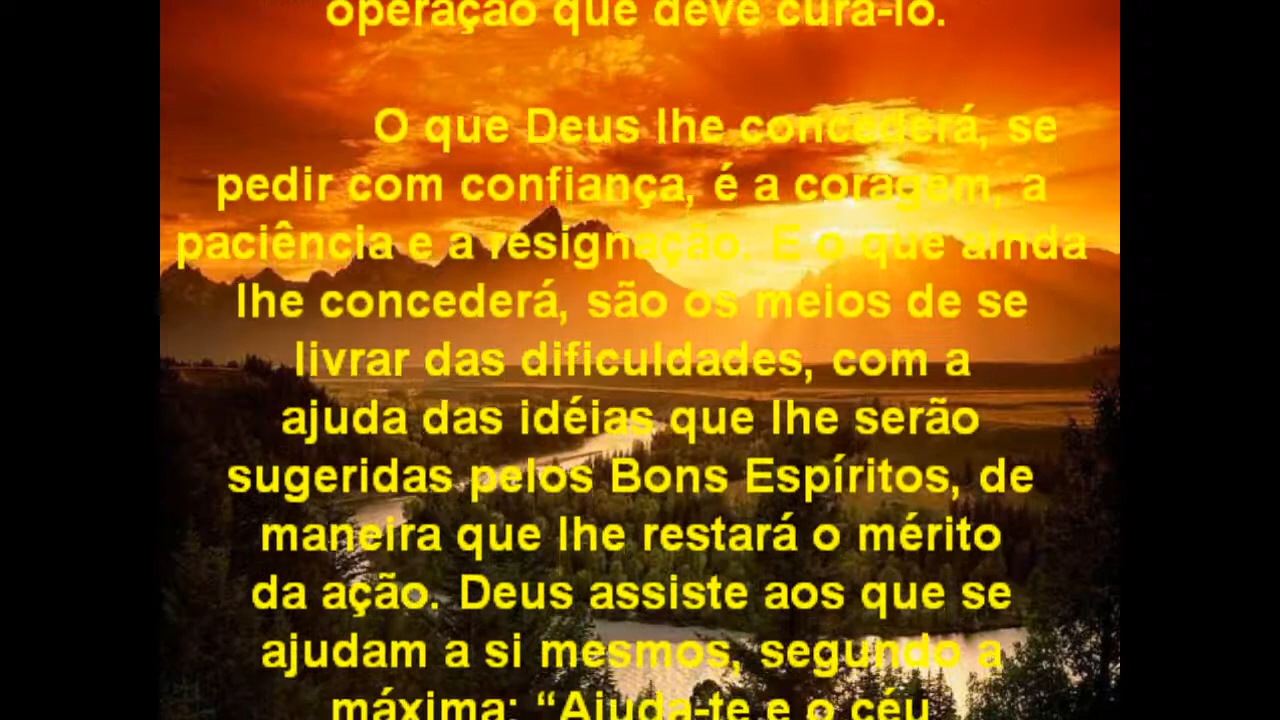 operação que deve curá-lo.
O que Deus lhe concederá, se
pedir com confiança, é a coragem, a
paciência e a resignação. E o que ainda
lhe concederá, são os meios de se
livrar das dificuldades, com a
ajuda das idéias que lhe serão
sugeridas pelos Bons Espíritos, de
maneira que lhe restará o mérito
da ação. Deus assiste aos que se
ajudam a si mesmos, segundo a
máxima: “Ajuda-te e o céu